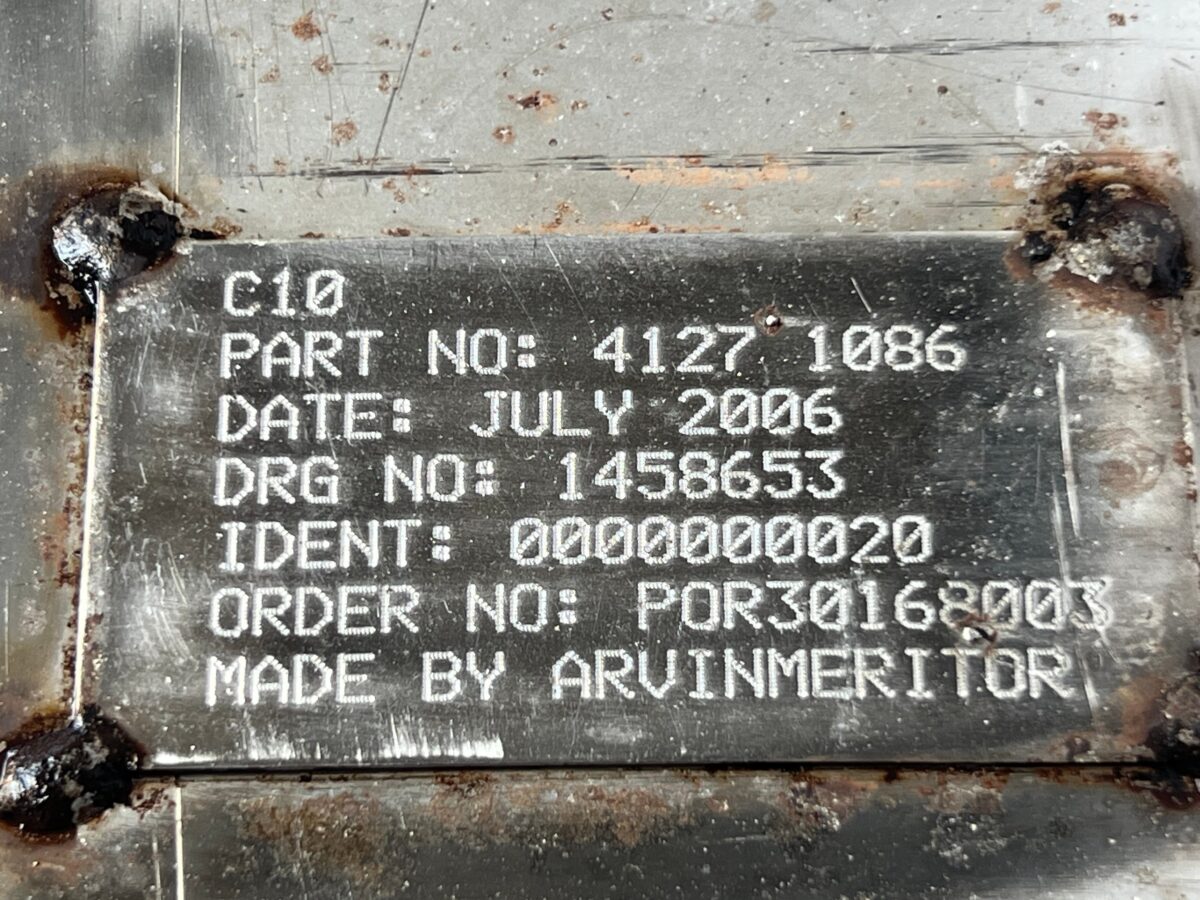 C10
PART NO: 4127 1086
DATE: JULY 2006
DRG NO: 1458653
IDENT: 0000000020
ORDER NO: POR30168003
MADE BY ARVINMERITOR